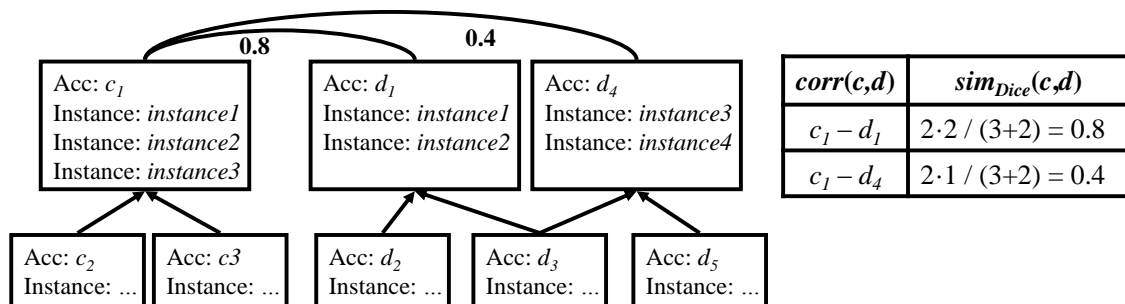 0.8
0.4
Acc: c1
Instance: instance1
Instance: instance2
Instance: instance3
Acc: d1
Instance: instance1
Instance: instance2
Acc: d4
Instance: instance3
Instance: instance4
Acc: c2
Instance: ...
Acc: c3
Instance: ...
Acc: d2
Instance: ...
Acc: d3
Instance: ...
Acc: d5
Instance: ...
corr(c,d) simDice(c,d)
c1 – d1 2·2 / (3+2) = 0.8
c1 – d4 2·1 / (3+2) = 0.4